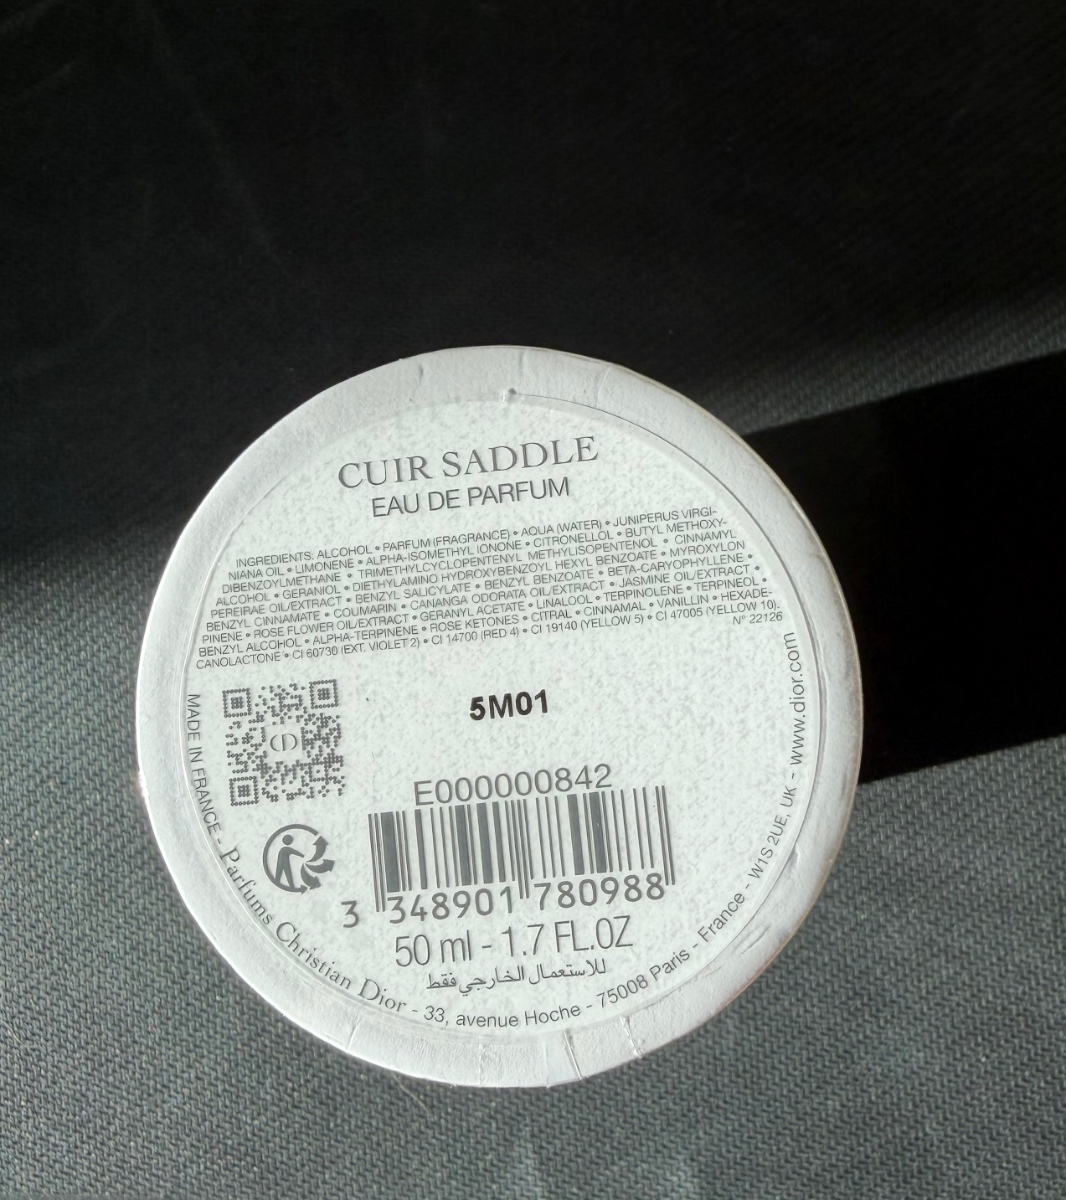 CUIR SADDLE
EAU DE PARFUM
INGREDIENTS: ALCOHOL • PARFUM (FRAGRANCE) • AQUA (WATER) • JUNIPERUS VIRGI-
NIANA OIL • LIMONENE • ALPHA-ISOMETHYL IONONE • CITRONELLOL • BUTYL METHOXY-
DIBENZOYLMETHANE • TRIMETHYLCYCLOPENTENYL METHYLISOPENTENOL • CINNAMYL
ALCOHOL • GERANIOL • DIETHYLAMINO HYDROXYBENZOYL HEXYL BENZOATE • MYROXYLON
PEREIRAE OIL/EXTRACT • BENZYL SALICYLATE • BENZYL BENZOATE • BETA-CARYOPHYLLENE •
BENZYL CINNAMATE • COUMARIN • CANANGA ODORATA OIL/EXTRACT • JASMINE OIL/EXTRACT •
PINENE • ROSE FLOWER OIL/EXTRACT • GERANYL ACETATE • LINALOOL • TERPINOLENE • TERPINEOL •
BENZYL ALCOHOL • ALPHA-TERPINENE • ROSE KETONES • CITRAL • CINNAMAL • VANILLIN • HEXADE-
CANOLACTONE • CI 60730 (EXT. VIOLET 2) • CI 14700 (RED 4) • CI 19140 (YELLOW 5) • CI 47005 (YELLOW 10).
N° 22126
CD
5M01
E000000842
3 348901 780988
50 ml - 1.7 FL.OZ
للاستعمال الخارجي فقط
MADE IN FRANCE - Parfums Christian Dior - 33, avenue Hoche - 75008 Paris - France - W1S 2UE, UK - www.dior.com